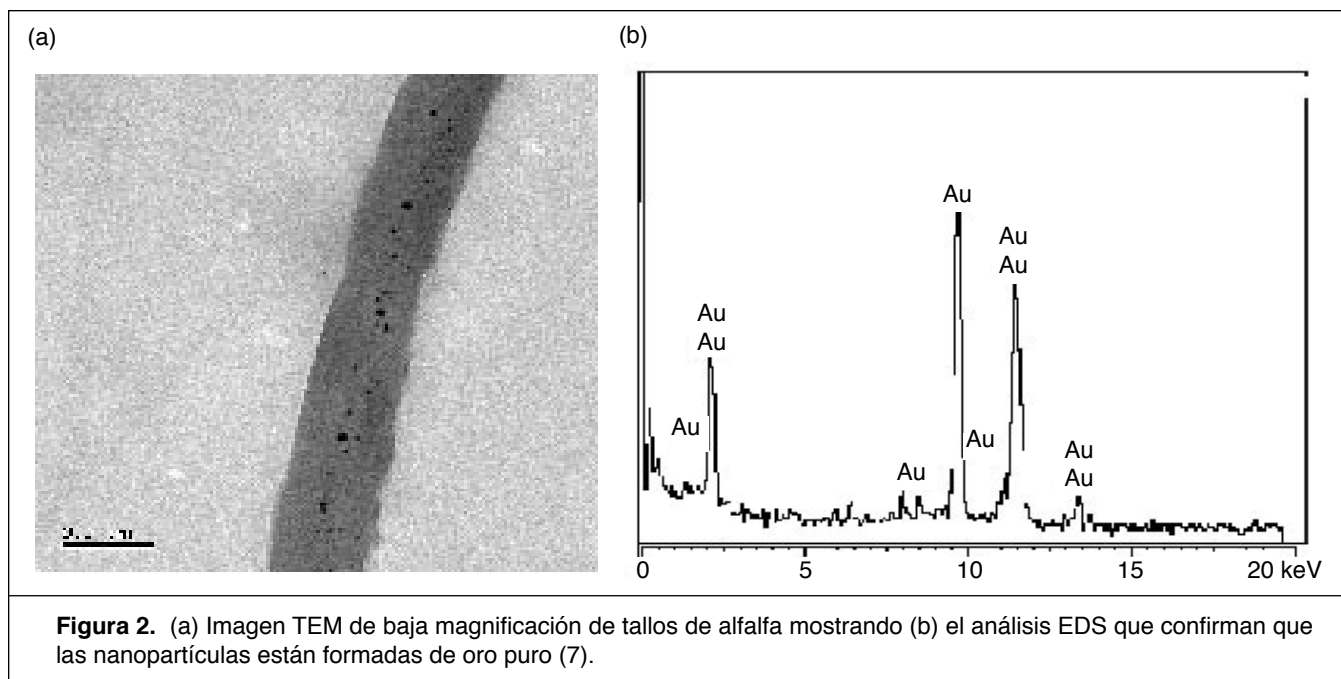 (a)
(b)
Au
Au
Au
Au
Au
Au
Au
Au
Au
Au
0 5 10 15 20 keV
Figura 2. (a) Imagen TEM de baja magnificación de tallos de alfalfa mostrando (b) el análisis EDS que confirman que
las nanopartículas están formadas de oro puro (7).